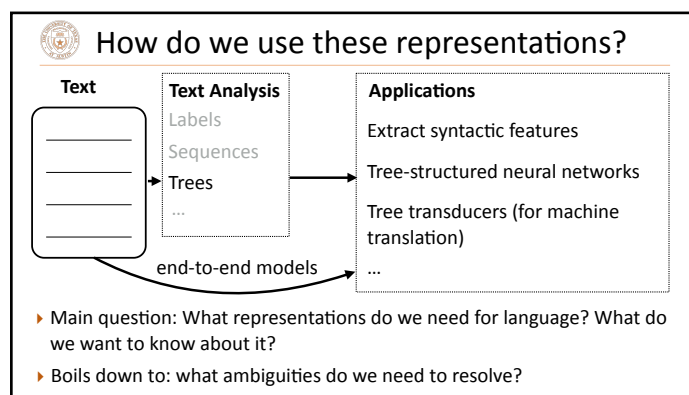 How do we use these representations?
Text
Text Analysis
Labels
Sequences
Trees
...
Applications
Extract syntactic features
Tree-structured neural networks
Tree transducers (for machine
translation)
...
end-to-end models
Main question: What representations do we need for language? What do
we want to know about it?
Boils down to: what ambiguities do we need to resolve?